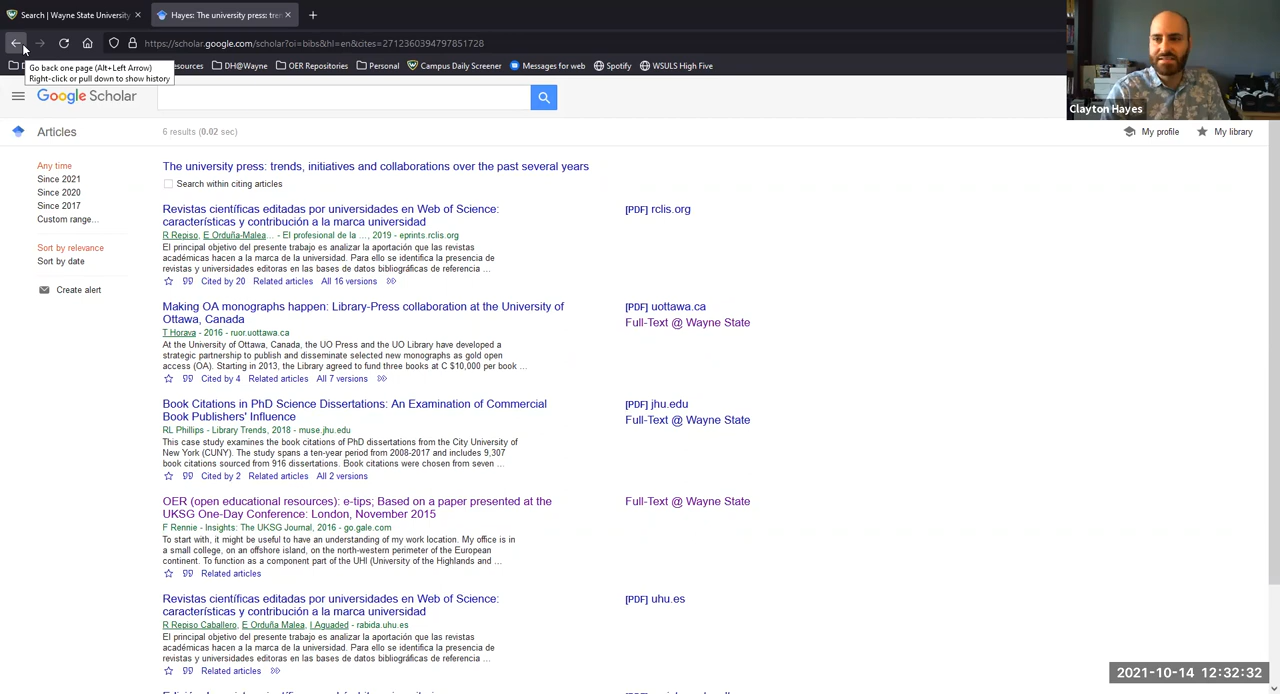 Search | Wayne State University
Hayes: The university press: tren
https://scholar.google.com/scholar?oi=bibs&hl=en&cites=2712360394797851728
Go back one page (Alt+Left Arrow)
Right-click or pull down to show history
esources
DH@Wayne
OER Repositories
Personal
Campus Daily Screener
Messages for web
Spotify
WSULS High Five
Clayton Hayes
Google Scholar
Articles
6 results (0.02 sec)
My profile
My library
Any time
Since 2021
Since 2020
Since 2017
Custom range...
Sort by relevance
Sort by date
Create alert
The university press: trends, initiatives and collaborations over the past several years
Search within citing articles
Revistas científicas editadas por universidades en Web of Science:
características y contribución a la marca universidad
R Repiso, E Orduña-Malea... - El profesional de la ..., 2019 - eprints.rclis.org
El principal objetivo del presente trabajo es analizar la aportación que las revistas
académicas hacen a la marca de la universidad. Para ello se identifica la presencia de
revistas y universidades editoras en las bases de datos bibliográficas de referencia ...
Cited by 20 Related articles All 16 versions
[PDF] rclis.org
Making OA monographs happen: Library-Press collaboration at the University of
Ottawa, Canada
T Horava - 2016 - ruor.uottawa.ca
At the University of Ottawa, Canada, the UO Press and the UO Library have developed a
strategic partnership to publish and disseminate selected new monographs as gold open
access (OA). Starting in 2013, the Library agreed to fund three books at C $10,000 per book ...
Cited by 4 Related articles All 7 versions
[PDF] uottawa.ca
Full-Text @ Wayne State
Book Citations in PhD Science Dissertations: An Examination of Commercial
Book Publishers' Influence
RL Phillips - Library Trends, 2018 - muse.jhu.edu
This case study examines the book citations of PhD dissertations from the City University of
New York (CUNY). The study spans a ten-year period from 2008-2017 and includes 9,307
book citations sourced from 916 dissertations. Book citations were chosen from seven ...
Cited by 2 Related articles All 2 versions
[PDF] jhu.edu
Full-Text @ Wayne State
OER (open educational resources): e-tips; Based on a paper presented at the
UKSG One-Day Conference: London, November 2015
F Rennie - Insights: The UKSG Journal, 2016 - go.gale.com
To start with, it might be useful to have an understanding of my work location. My office is in
a small college, on an offshore island, on the north-western perimeter of the European
continent. To function as a component part of the UHI (University of the Highlands and ...
Related articles
Full-Text @ Wayne State
Revistas científicas editadas por universidades en Web of Science:
características y contribución a la marca universidad
R Repiso Caballero, E Orduña Malea, I Aguaded - rabida.uhu.es
El principal objetivo del presente trabajo es analizar la aportación que las revistas
académicas hacen a la marca de la universidad. Para ello se identifica la presencia de
revistas y universidades editoras en las bases de datos bibliográficas de referencia ...
Related articles
[PDF] uhu.es
2021-10-14 12:32:32